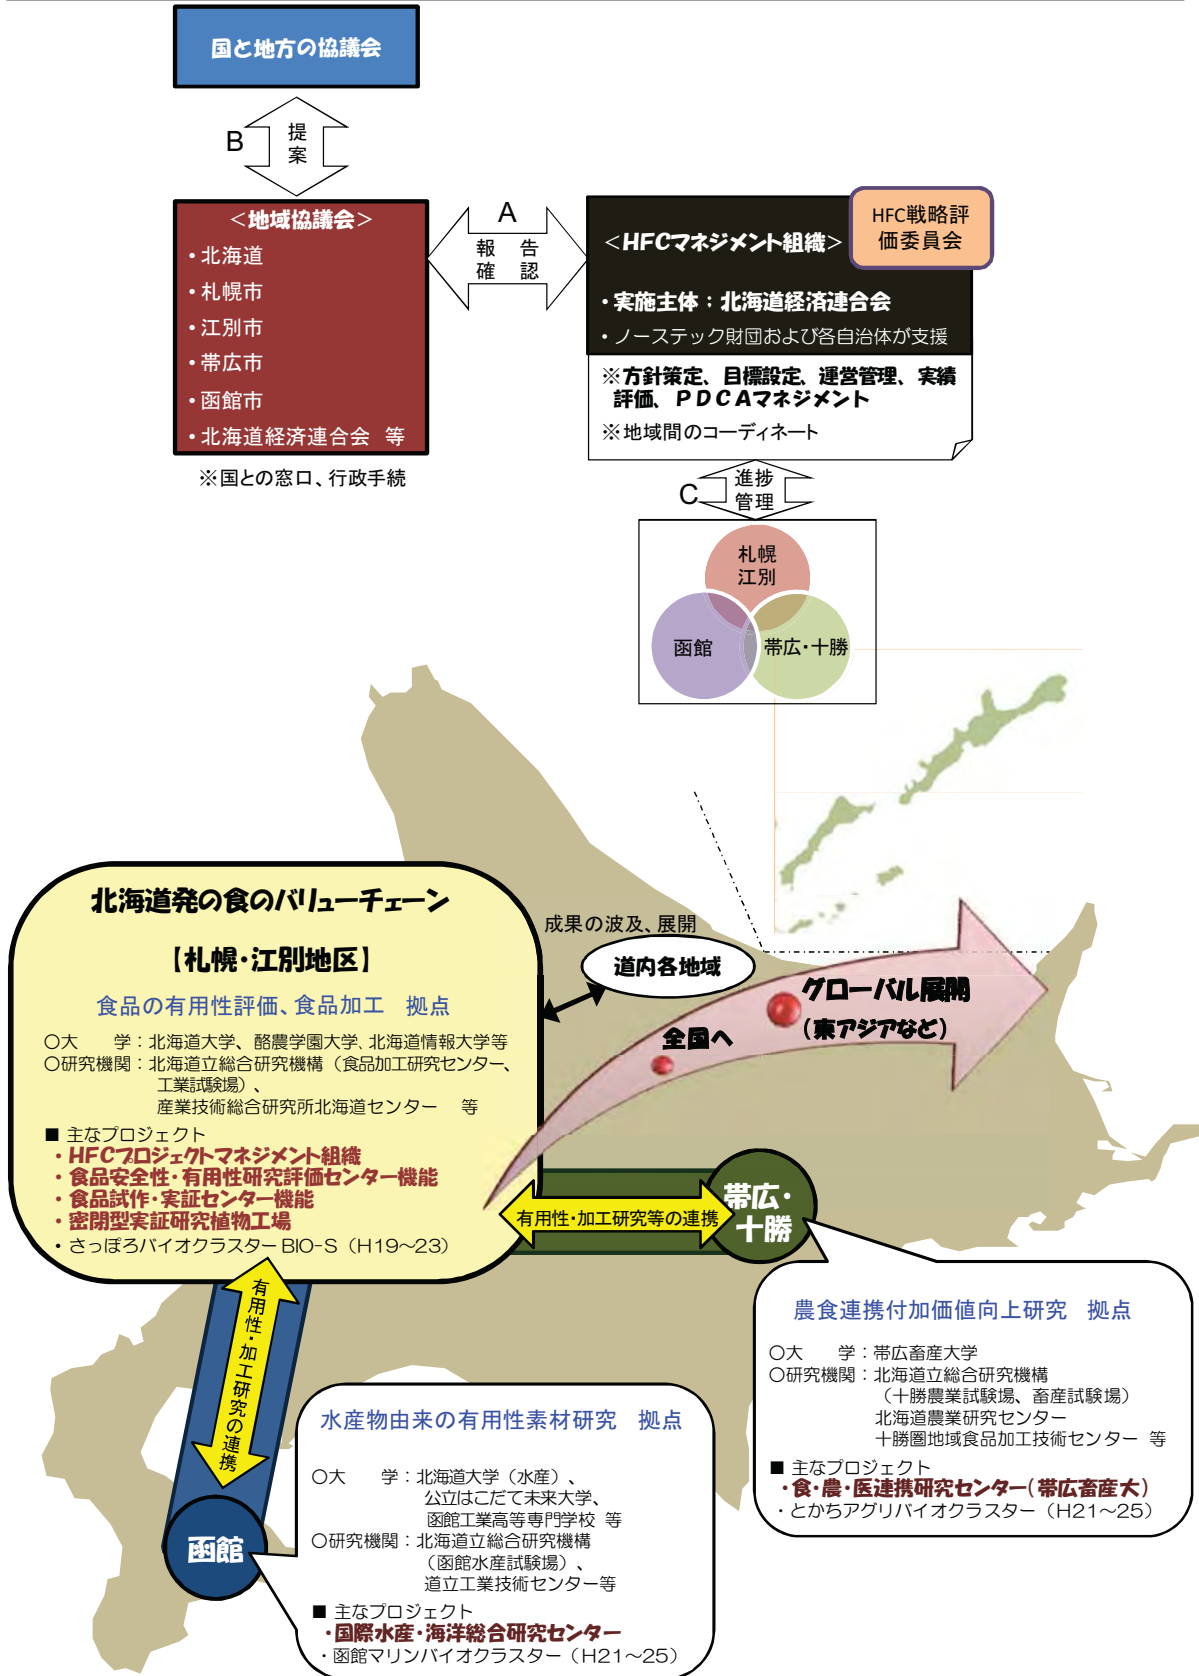 国と地方の協議会
B
提
案
<地域協議会>
・北海道
・札幌市
・江別市
・帯広市
・函館市
・北海道経済連合会 等
※国との窓口、行政手続
A
報 告
確 認
HFC戦略評
価委員会
<HFCマネジメント組織>
・実施主体：北海道経済連合会
・ノーステック財団および各自治体が支援
※方針策定、目標設定、運営管理、実績
評価、ＰＤＣＡマネジメント
※地域間のコーディネート
C
進捗
管理
札幌
江別
函館
帯広・十勝
北海道発の食のバリューチェーン
【札幌・江別地区】
食品の有用性評価、食品加工 拠点
○大 学：北海道大学、酪農学園大学、北海道情報大学等
○研究機関：北海道立総合研究機構（食品加工研究センター、
工業試験場）、
産業技術総合研究所北海道センター 等
■ 主なプロジェクト
・HFCプロジェクトマネジメント組織
・食品安全性・有用性研究評価センター機能
・食品試作・実証センター機能
・密閉型実証研究植物工場
・さっぽろバイオクラスターBIO-S（H19～23）
成果の波及、展開
道内各地域
全国へ
グローバル展開
（東アジアなど）
有用性・加工研究等の連携
帯広・
十勝
有用性・加工研究の連携
函館
農食連携付加価値向上研究 拠点
○大 学：帯広畜産大学
○研究機関：北海道立総合研究機構
（十勝農業試験場、畜産試験場）
北海道農業研究センター
十勝圏地域食品加工技術センター 等
■ 主なプロジェクト
・食・農・医連携研究センター（帯広畜産大）
・とかちアグリバイオクラスター（H21～25）
水産物由来の有用性素材研究 拠点
○大 学：北海道大学（水産）、
公立はこだて未来大学、
函館工業高等専門学校 等
○研究機関：北海道立総合研究機構
（函館水産試験場）、
道立工業技術センター等
■ 主なプロジェクト
・国際水産・海洋総合研究センター
・函館マリンバイオクラスター（H21～25）